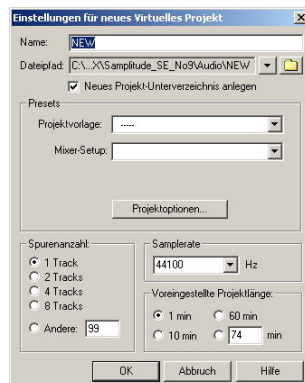 Einstellungen für neues Virtuelles Projekt
Name: NEW
Dateipfad: C:\...X\Samplitude_SE_No9\Audio\NEW
Neues Projekt-Unterverzeichnis anlegen
Presets
Projektvorlage: -----
Mixer-Setup:
Projektoptionen...
Spurenanzahl:
1 Track
2 Tracks
4 Tracks
8 Tracks
Andere: 99
Samplerate
44100 Hz
Voreingestellte Projektlänge:
1 min 60 min
10 min 74 min
OK Abbruch Hilfe